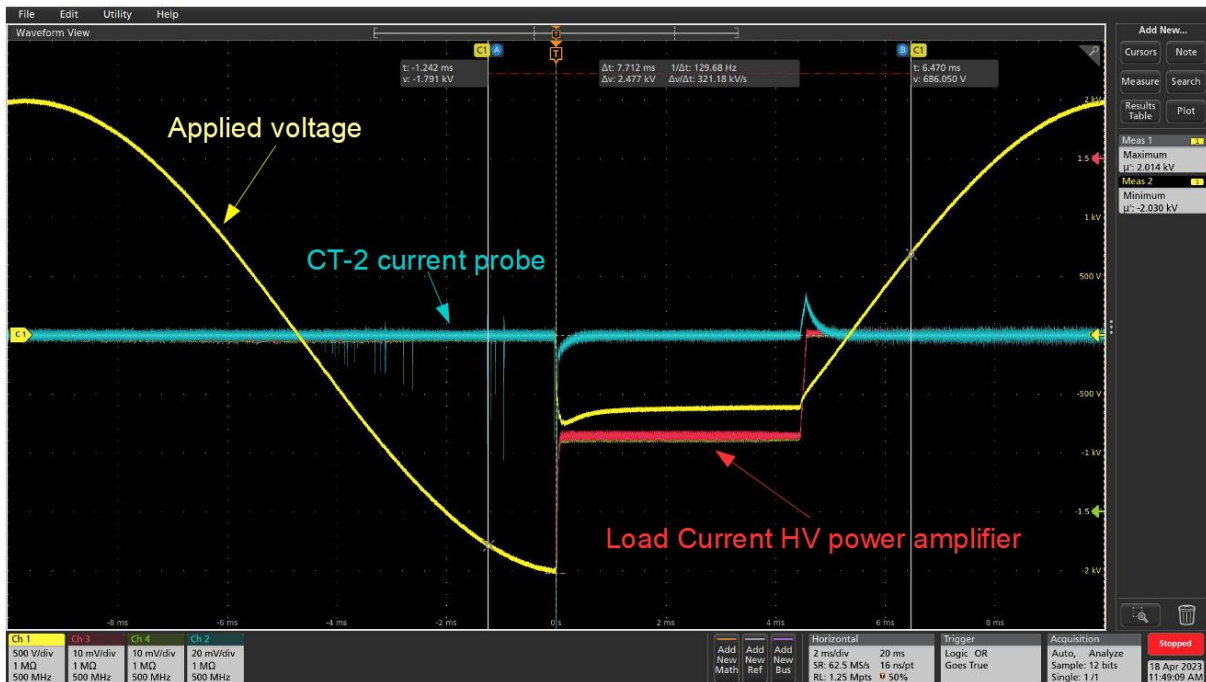 File Edit Utility Help
Waveform View
Add New...
Cursors Note
Measure Search
Results Table Plot
Meas 1 1
Maximum
µ': 2.014 kV
Meas 2 1
Minimum
µ': -2.030 kV
T
C1 A
B C1
t: -1.242 ms
v: -1.791 kV
Δt: 7.712 ms 1/Δt: 129.68 Hz
Δv: 2.477 kV Δv/Δt: 321.18 kV/s
t: 6.470 ms
v: 686.050 V
T
2 kV
Applied voltage
1.5 kV
1 kV
CT-2 current probe
500 V
C1
-500 V
-1 kV
-1.5 kV
Load Current HV power amplifier
-2 kV
-8 ms -6 ms -4 ms -2 ms 0 s 2 ms 4 ms 6 ms 8 ms
Ch 1
500 V/div
1 MΩ
500 MHz
Ch 3
10 mV/div
1 MΩ
500 MHz
Ch 4
10 mV/div
1 MΩ
500 MHz
Ch 2
20 mV/div
1 MΩ
500 MHz
Add New Math
Add New Ref
Add New Bus
Horizontal
2 ms/div 20 ms
SR: 62.5 MS/s 16 ns/pt
RL: 1.25 Mpts 50%
Trigger
Logic OR
Goes True
Acquisition
Auto, Analyze
Sample: 12 bits
Single: 1 /1
Stopped
18 Apr 2023
11:49:09 AM